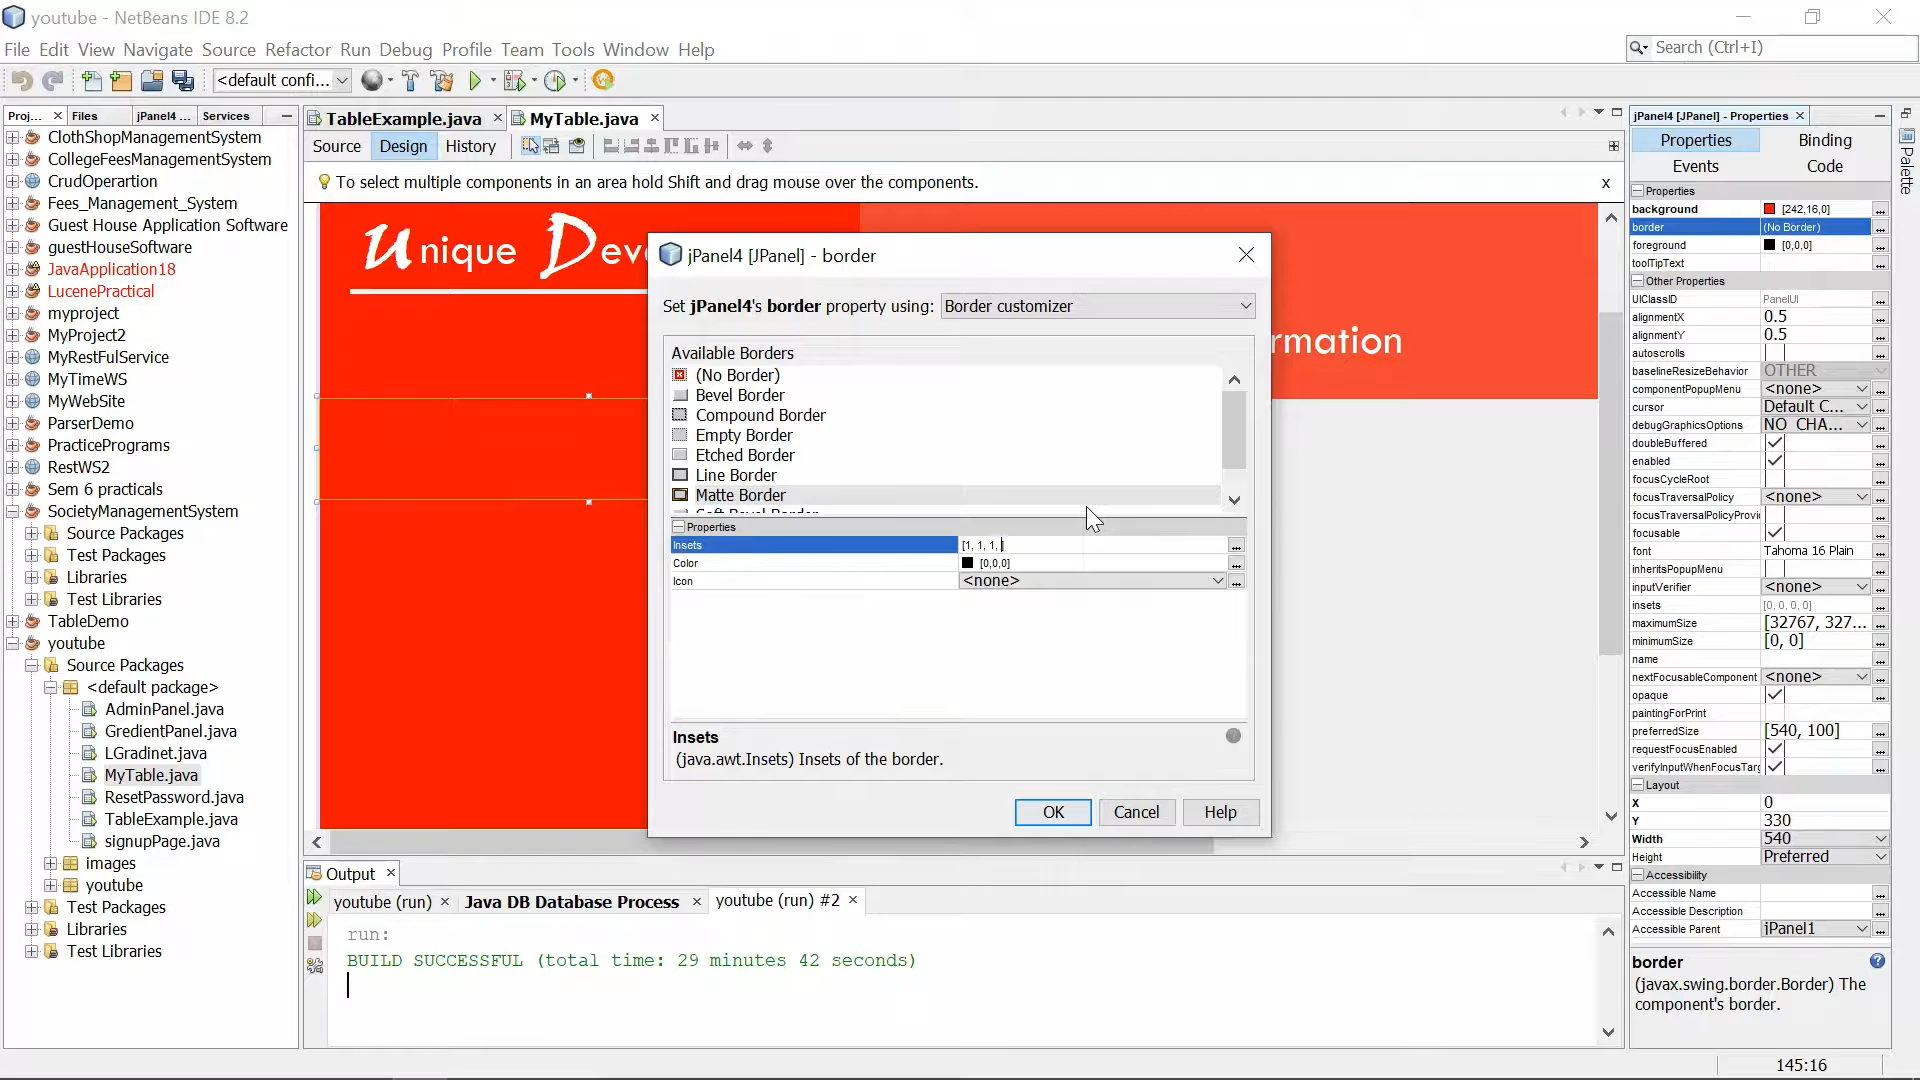 youtube - NetBeans IDE 8.2
File Edit View Navigate Source Refactor Run Debug Profile Team Tools Window Help
Search (Ctrl+I)
<default confi...
Proj... Files jPanel4 ... Services
ClothShopManagementSystem
CollegeFeesManagementSystem
CrudOperartion
Fees_Management_System
Guest House Application Software
guestHouseSoftware
JavaApplication18
LucenePractical
myproject
MyProject2
MyRestFulService
MyTimeWS
MyWebSite
ParserDemo
PracticePrograms
RestWS2
Sem 6 practicals
SocietyManagementSystem
Source Packages
Test Packages
Libraries
Test Libraries
TableDemo
youtube
Source Packages
<default package>
AdminPanel.java
GredientPanel.java
LGradinet.java
MyTable.java
ResetPassword.java
TableExample.java
signupPage.java
images
youtube
Test Packages
Libraries
Test Libraries
TableExample.java MyTable.java
Source Design History
To select multiple components in an area hold Shift and drag mouse over the components. x
Unique Deve
rmation
jPanel4 [JPanel] - border
Set jPanel4's border property using: Border customizer
Available Borders
(No Border)
Bevel Border
Compound Border
Empty Border
Etched Border
Line Border
Matte Border
Soft Bevel Border
Properties
Insets [1, 1, 1, ]
Color [0,0,0]
Icon <none>
Insets
(java.awt.Insets) Insets of the border.
OK Cancel Help
Output
youtube (run) Java DB Database Process youtube (run) #2
run:
BUILD SUCCESSFUL (total time: 29 minutes 42 seconds)
jPanel4 [JPanel] - Properties
Palette
Properties Binding
Events Code
Properties
background [242,16,0]
border (No Border)
foreground [0,0,0]
toolTipText
Other Properties
UIClassID PanelUI
alignmentX 0.5
alignmentY 0.5
autoscrolls
baselineResizeBehavior OTHER
componentPopupMenu <none>
cursor Default C...
debugGraphicsOptions NO_CHA...
doubleBuffered
enabled
focusCycleRoot
focusTraversalPolicy <none>
focusTraversalPolicyProvi
focusable
font Tahoma 16 Plain
inheritsPopupMenu
inputVerifier <none>
insets [0, 0, 0, 0]
maximumSize [32767, 327...
minimumSize [0, 0]
name
nextFocusableComponent <none>
opaque
paintingForPrint
preferredSize [540, 100]
requestFocusEnabled
verifyInputWhenFocusTarg
Layout
X 0
Y 330
Width 540
Height Preferred
Accessibility
Accessible Name
Accessible Description
Accessible Parent jPanel1
border
(javax.swing.border.Border) The
component's border.
145:16